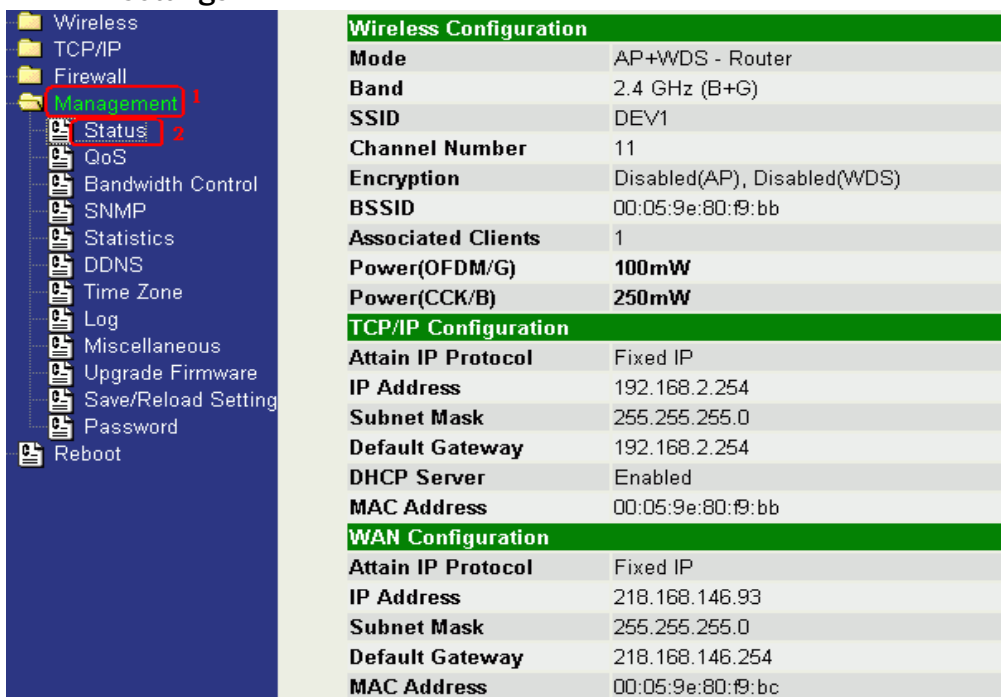 Wireless
TCP/IP
Firewall
Management 1
Status 2
QoS
Bandwidth Control
SNMP
Statistics
DDNS
Time Zone
Log
Miscellaneous
Upgrade Firmware
Save/Reload Setting
Password
Reboot
Wireless Configuration
Mode AP+WDS - Router
Band 2.4 GHz (B+G)
SSID DEV1
Channel Number 11
Encryption Disabled(AP), Disabled(WDS)
BSSID 00:05:9e:80:f9:bb
Associated Clients 1
Power(OFDM/G) 100mW
Power(CCK/B) 250mW
TCP/IP Configuration
Attain IP Protocol Fixed IP
IP Address 192.168.2.254
Subnet Mask 255.255.255.0
Default Gateway 192.168.2.254
DHCP Server Enabled
MAC Address 00:05:9e:80:f9:bb
WAN Configuration
Attain IP Protocol Fixed IP
IP Address 218.168.146.93
Subnet Mask 255.255.255.0
Default Gateway 218.168.146.254
MAC Address 00:05:9e:80:f9:bc